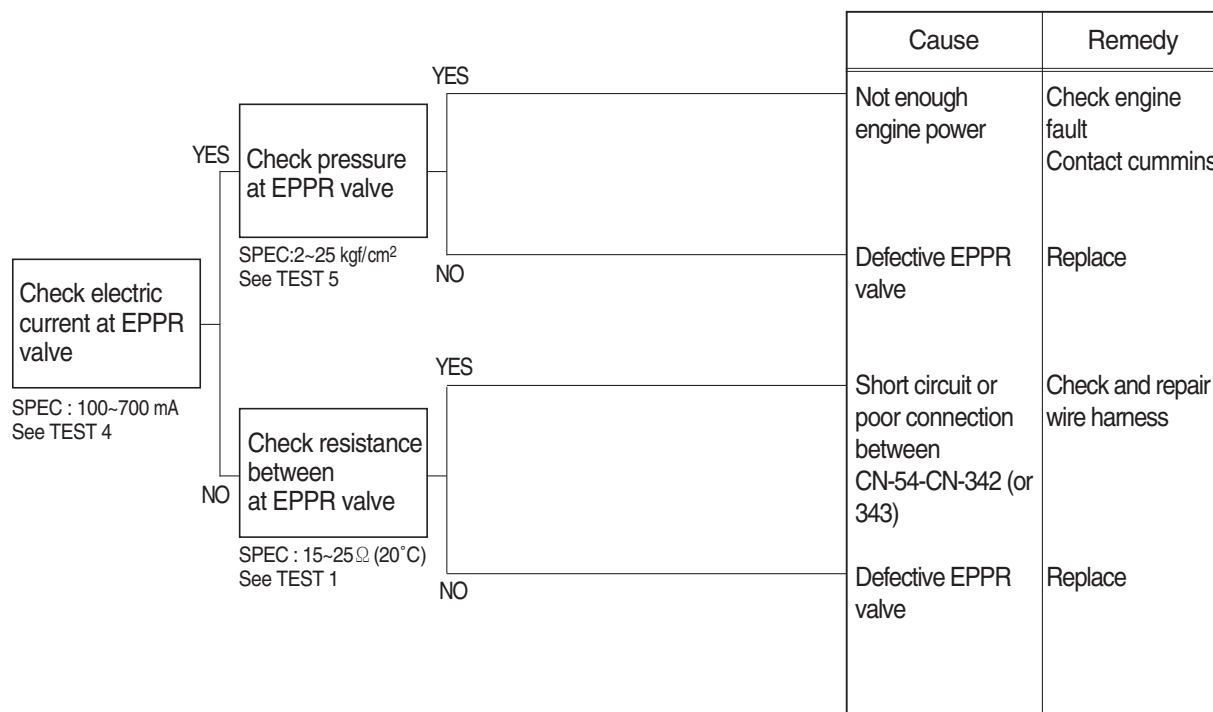 Cause
Remedy
YES
Not enough
engine power
Check engine
fault
Contact cummins
YES
Check pressure
at EPPR valve
SPEC:2~25 kgf/cm²
See TEST 5
NO
Defective EPPR
valve
Replace
Check electric
current at EPPR
valve
SPEC : 100~700 mA
See TEST 4
YES
Short circuit or
poor connection
between
CN-54-CN-342 (or
343)
Check and repair
wire harness
NO
Check resistance
between
at EPPR valve
SPEC : 15~25Ω (20˚C)
See TEST 1
NO
Defective EPPR
valve
Replace